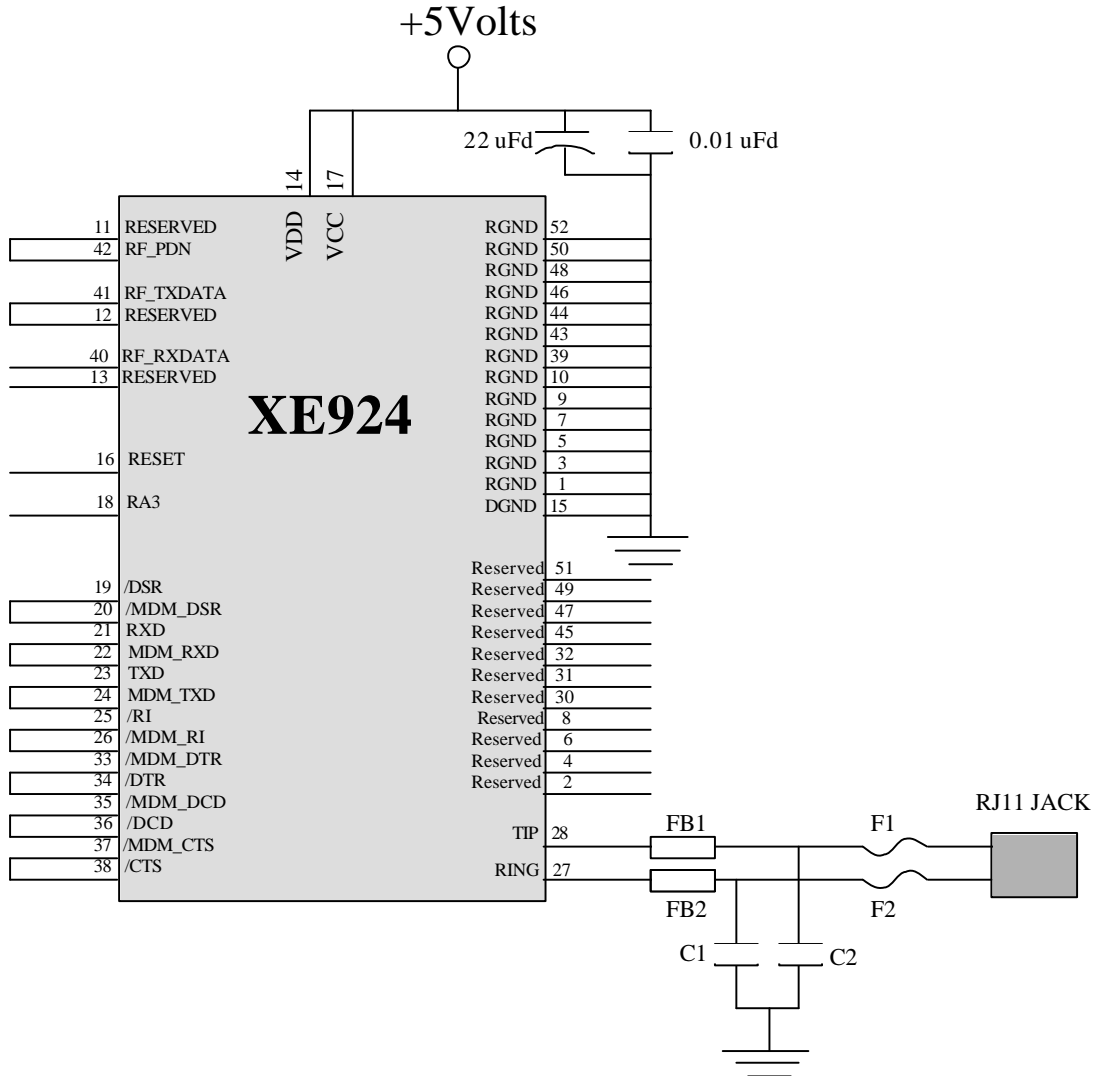 +5Volts
22 uFd
0.01 uFd
14
17
VDD
VCC
11 RESERVED
42 RF_PDN
41 RF_TXDATA
12 RESERVED
40 RF_RXDATA
13 RESERVED
XE924
16 RESET
18 RA3
19 /DSR
20 /MDM_DSR
21 RXD
22 MDM_RXD
23 TXD
24 MDM_TXD
25 /RI
26 /MDM_RI
33 /MDM_DTR
34 /DTR
35 /MDM_DCD
36 /DCD
37 /MDM_CTS
38 /CTS
RGND 52
RGND 50
RGND 48
RGND 46
RGND 44
RGND 43
RGND 39
RGND 10
RGND 9
RGND 7
RGND 5
RGND 3
RGND 1
DGND 15
Reserved 51
Reserved 49
Reserved 47
Reserved 45
Reserved 32
Reserved 31
Reserved 30
Reserved 8
Reserved 6
Reserved 4
Reserved 2
TIP 28
RING 27
FB1
FB2
F1
F2
RJ11 JACK
C1
C2